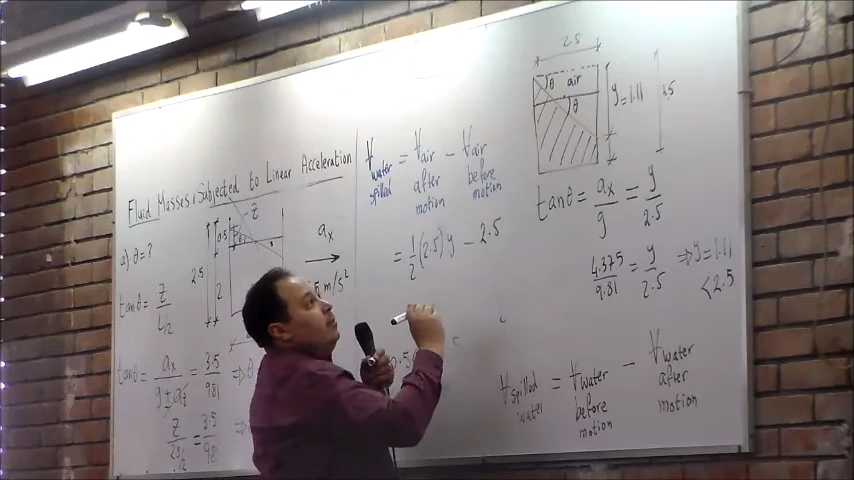 Fluid Masses Subjected to Linear Acceleration
a) θ = ?
tanθ = z / L/2
tanθ = ax / g ± az = 3.5 / 9.81 ⇒ θ
z / 2.5/2 = 3.5 / 9.81 ⇒
z
0.5
2.5
2
θ
ax
m/s²
V water spilled = V air after motion − V air before motion
= 1/2 (2.5) y − 2.5
2.5
θ air
θ
y = 1.11
2.5
tanθ = ax / g = y / 2.5
4.375 / 9.81 = y / 2.5 ⇒ y = 1.11
< 2.5
V spilled water = V water before motion − V water after motion